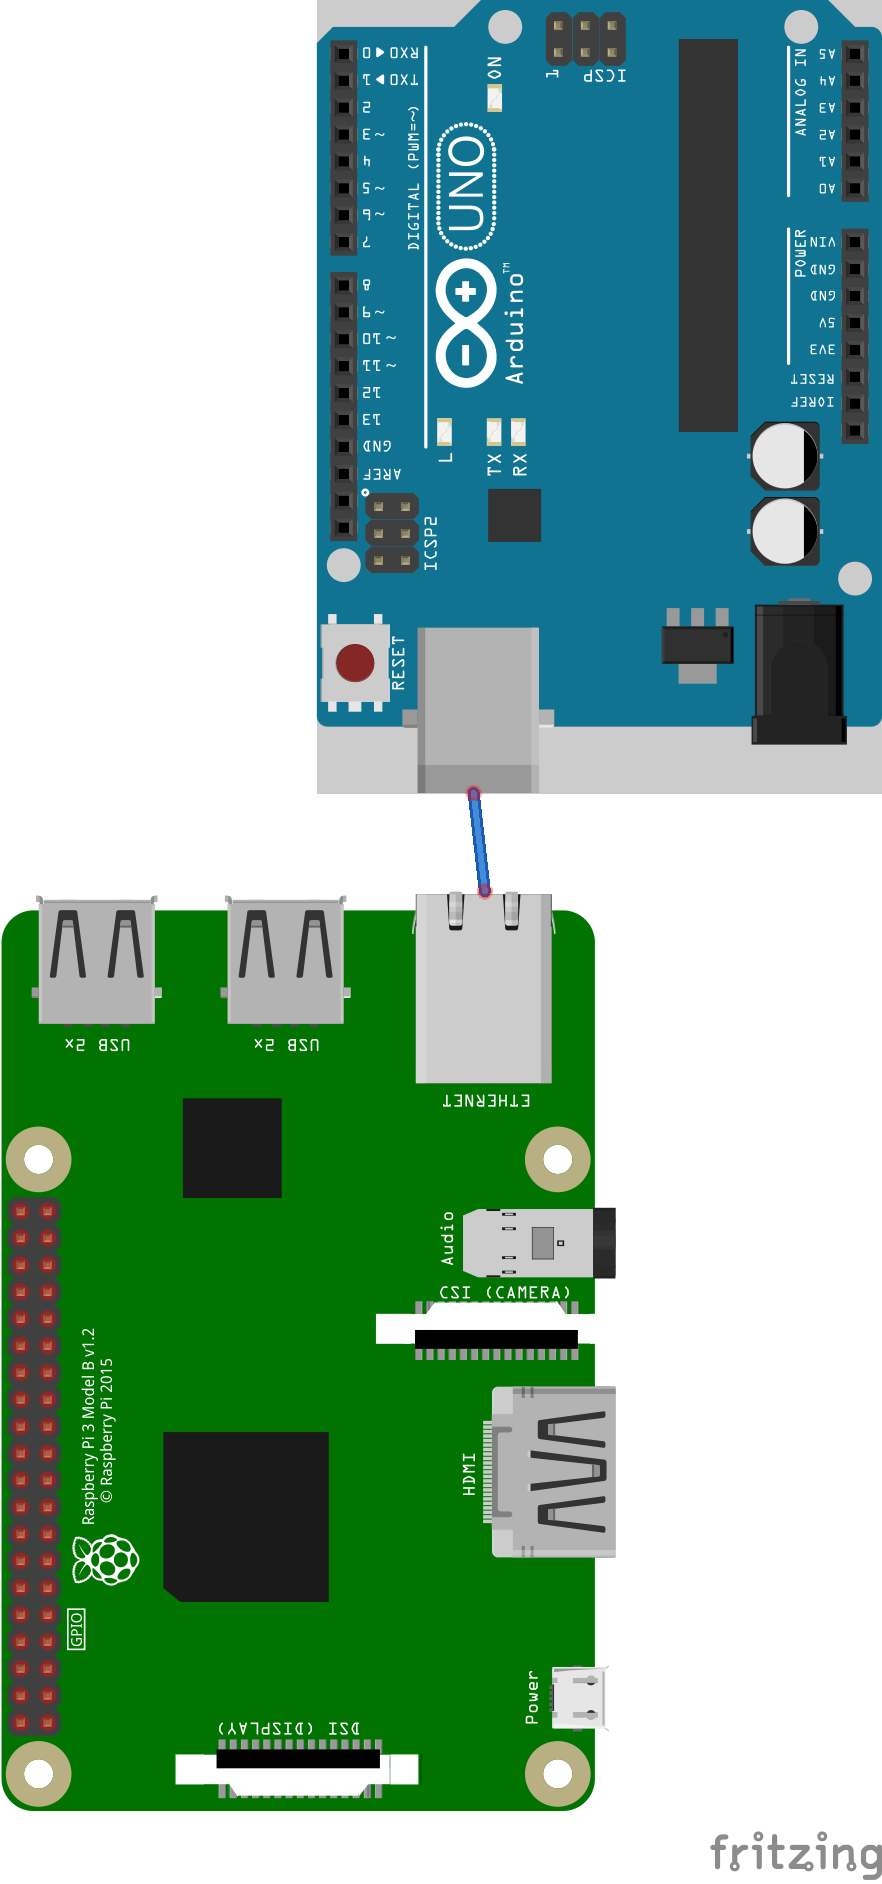 RX0 ◀ 0
TX0 ◀ 1
2
~3
4
~5
~6
7
8
~9
~10
~11
12
13
GND
AREF
DIGITAL (PWM=~)
ON
1
ICSP
UNO
Arduino™
L
TX
RX
ICSP2
RESET
ANALOG IN
A5
A4
A3
A2
A1
A0
POWER
VIN
GND
GND
5V
3V3
RESET
IOREF
USB 2x
USB 2x
ETHERNET
Audio
CSI (CAMERA)
HDMI
Raspberry Pi 3 Model B v1.2
© Raspberry Pi 2015
GPIO
Power
DSI (DISPLAY)
fritzing